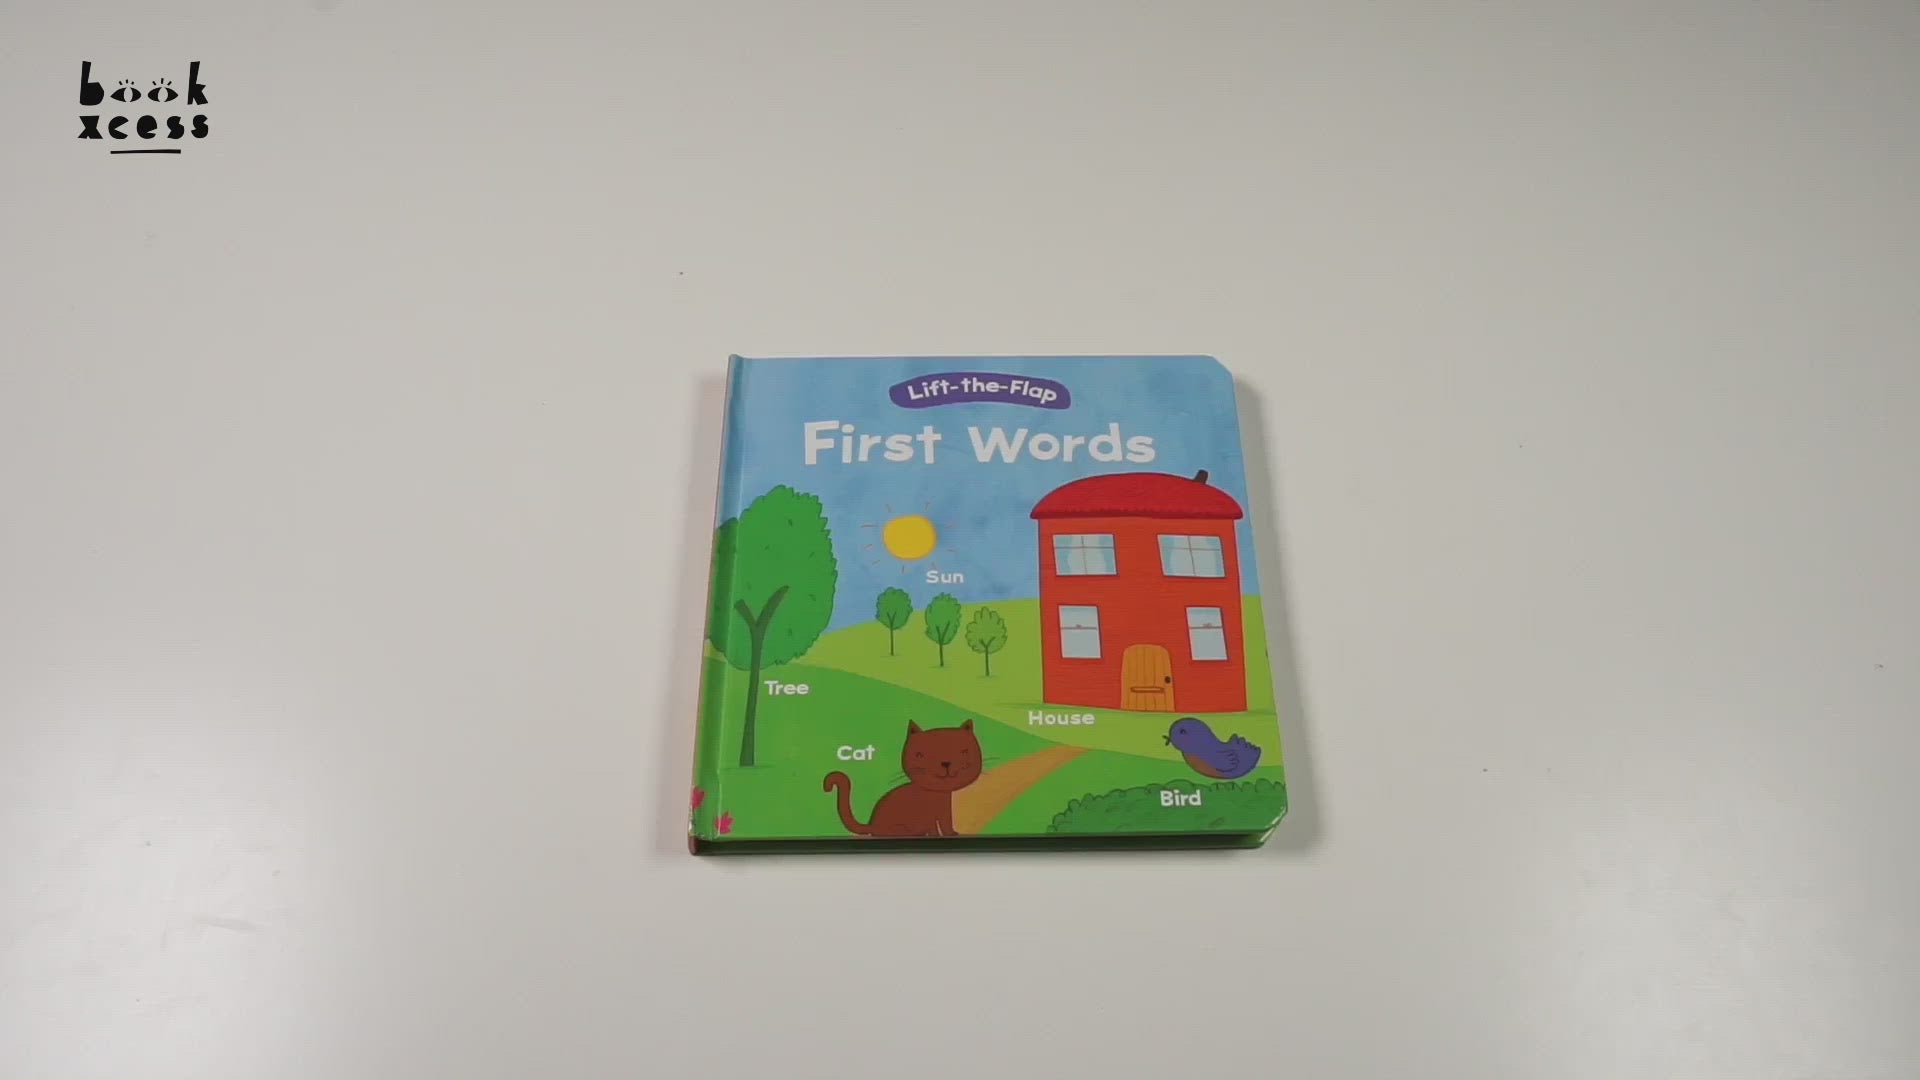 book
xcess
Lift-the-Flap
First Words
Sun
Tree
House
Cat
Bird